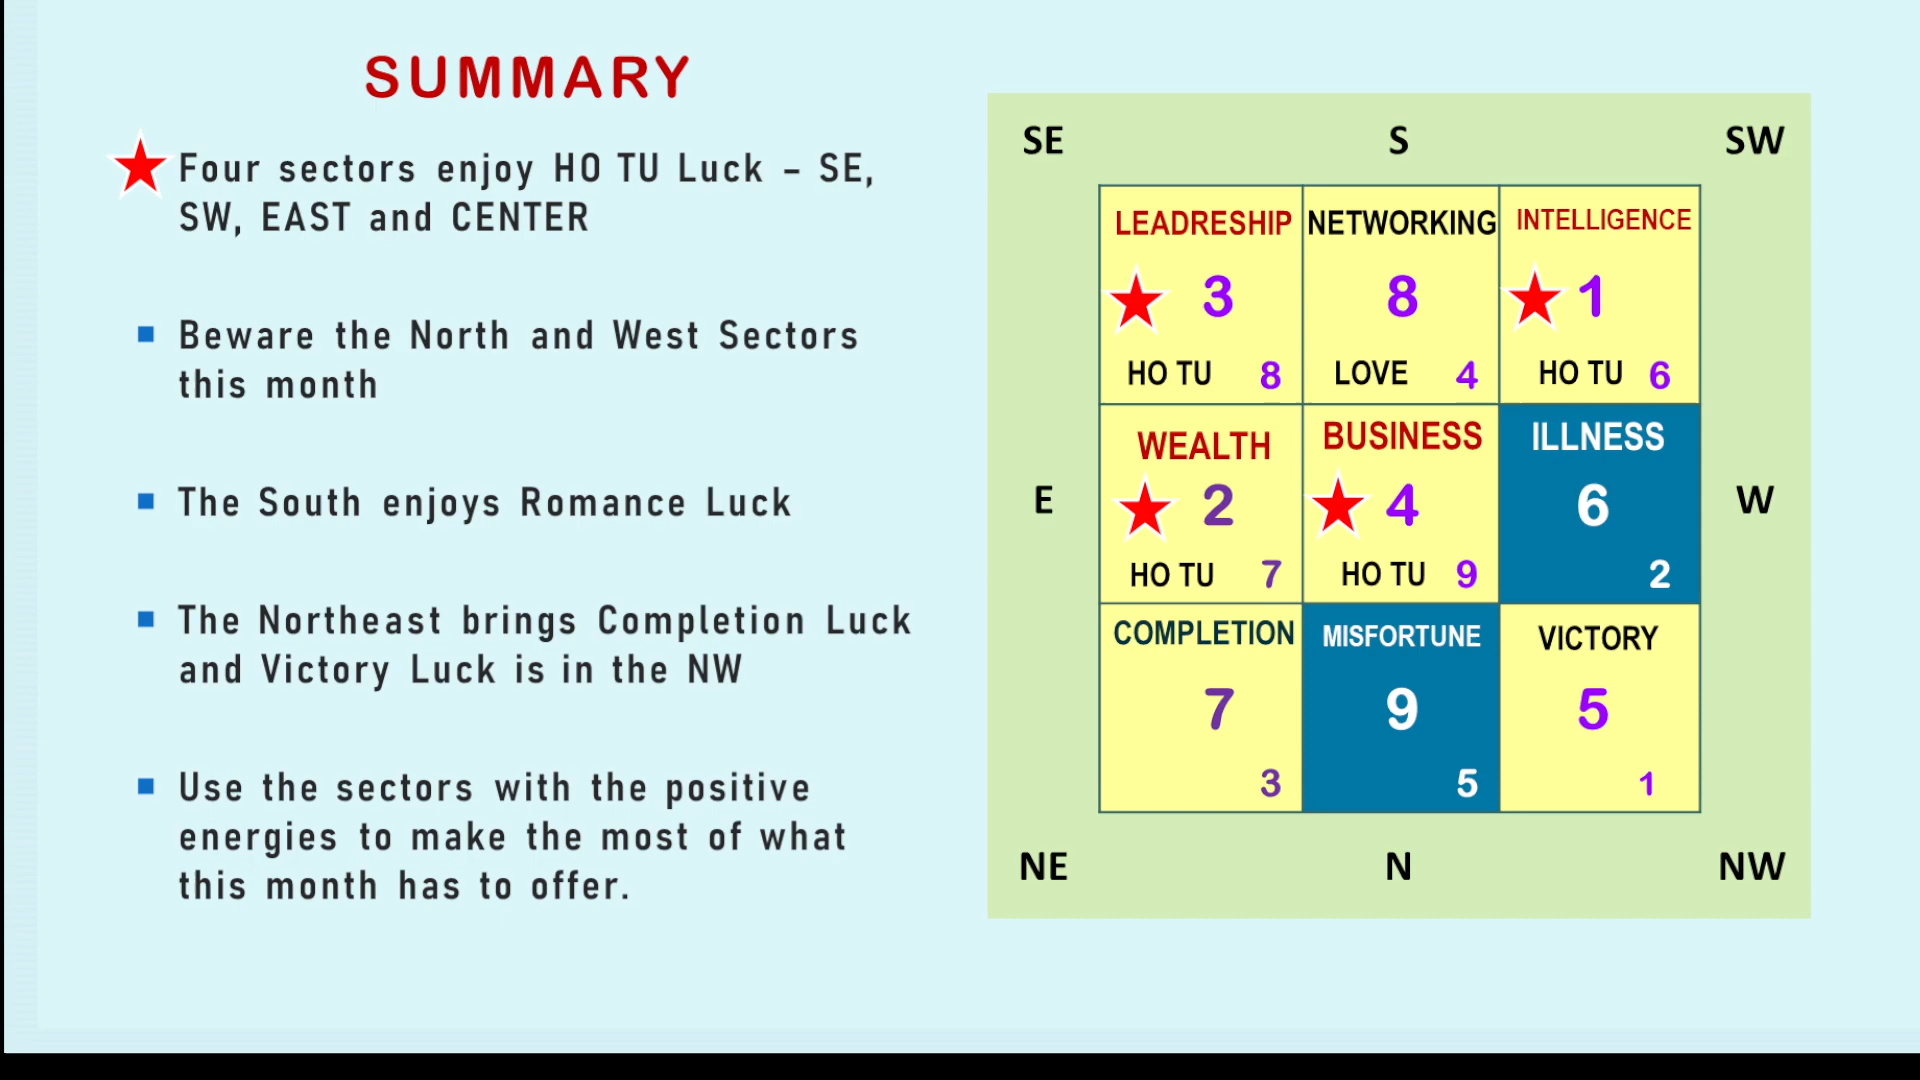 SUMMARY
Four sectors enjoy HO TU Luck – SE,
SW, EAST and CENTER
Beware the North and West Sectors
this month
The South enjoys Romance Luck
The Northeast brings Completion Luck
and Victory Luck is in the NW
Use the sectors with the positive
energies to make the most of what
this month has to offer.
SE S SW
LEADRESHIP NETWORKING INTELLIGENCE
3 8 1
HO TU 8 LOVE 4 HO TU 6
WEALTH BUSINESS ILLNESS
E 2 4 6 W
HO TU 7 HO TU 9 2
COMPLETION MISFORTUNE VICTORY
7 9 5
3 5 1
NE N NW